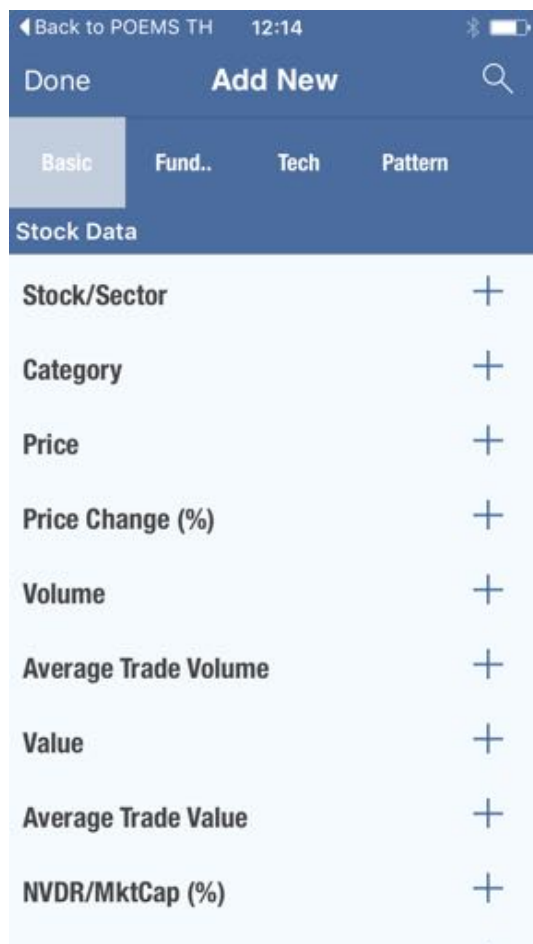 Back to POEMS TH 12:14
Done Add New
Basic Fund.. Tech Pattern
Stock Data
Stock/Sector
Category
Price
Price Change (%)
Volume
Average Trade Volume
Value
Average Trade Value
NVDR/MktCap (%)